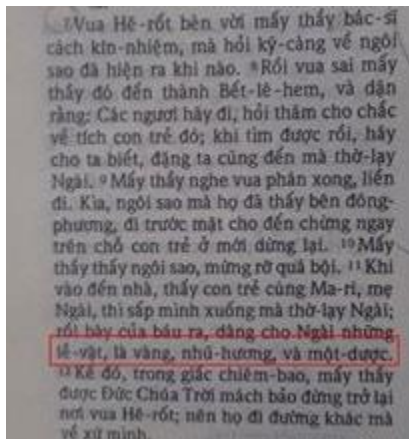 7 Vua Hê-rốt bèn vời mấy thầy bác-sĩ
cách kín-nhiệm, mà hỏi kỹ-càng về ngôi
sao đã hiện ra khi nào. 8 Rồi vua sai mấy
thầy đó đến thành Bết-lê-hem, và dặn
rằng: Các ngươi hãy đi, hỏi thăm cho chắc
về tích con trẻ đó; khi tìm được rồi, hãy
cho ta biết, đặng ta cũng đến mà thờ-lạy
Ngài. 9 Mấy thầy nghe vua phán xong, liền
đi. Kìa, ngôi sao mà họ đã thấy bên đông-
phương, đi trước mặt cho đến chừng ngay
trên chỗ con trẻ ở mới dừng lại. 10 Mấy
thầy thấy ngôi sao, mừng rỡ quá bội. 11 Khi
vào đến nhà, thấy con trẻ cùng Ma-ri, mẹ
Ngài, thì sấp mình xuống mà thờ-lạy Ngài;
rồi bày của báu ra, dâng cho Ngài những
lễ-vật, là vàng, nhũ-hương, và một-dược.
12 Kế đó, trong giấc chiêm-bao, mấy thầy
được Đức Chúa Trời mách bảo đừng trở lại
nơi vua Hê-rốt; nên họ đi đường khác mà
về xứ mình.